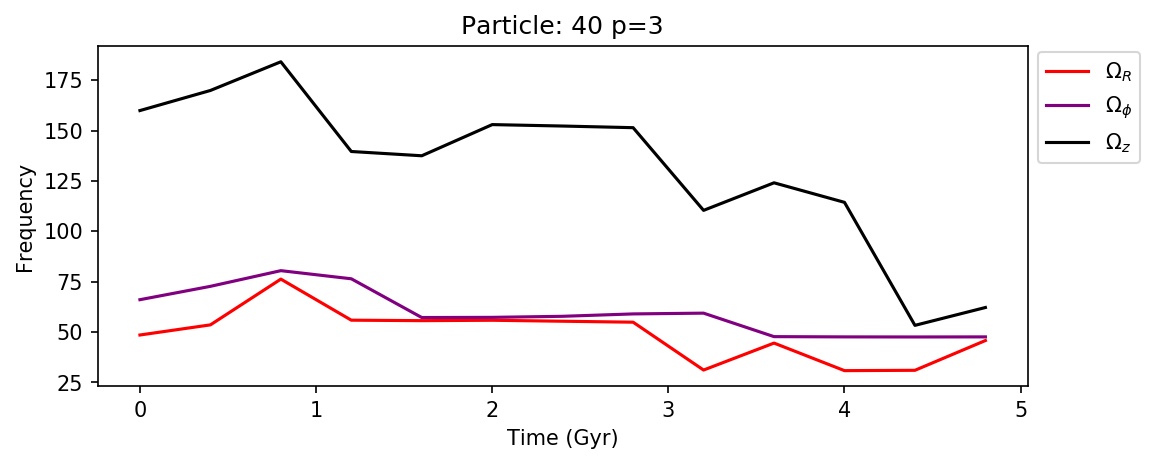 Particle: 40 p=3
175
150
125
100
75
50
25
Frequency
0 1 2 3 4 5
Time (Gyr)
Ω_R
Ω_ϕ
Ω_z